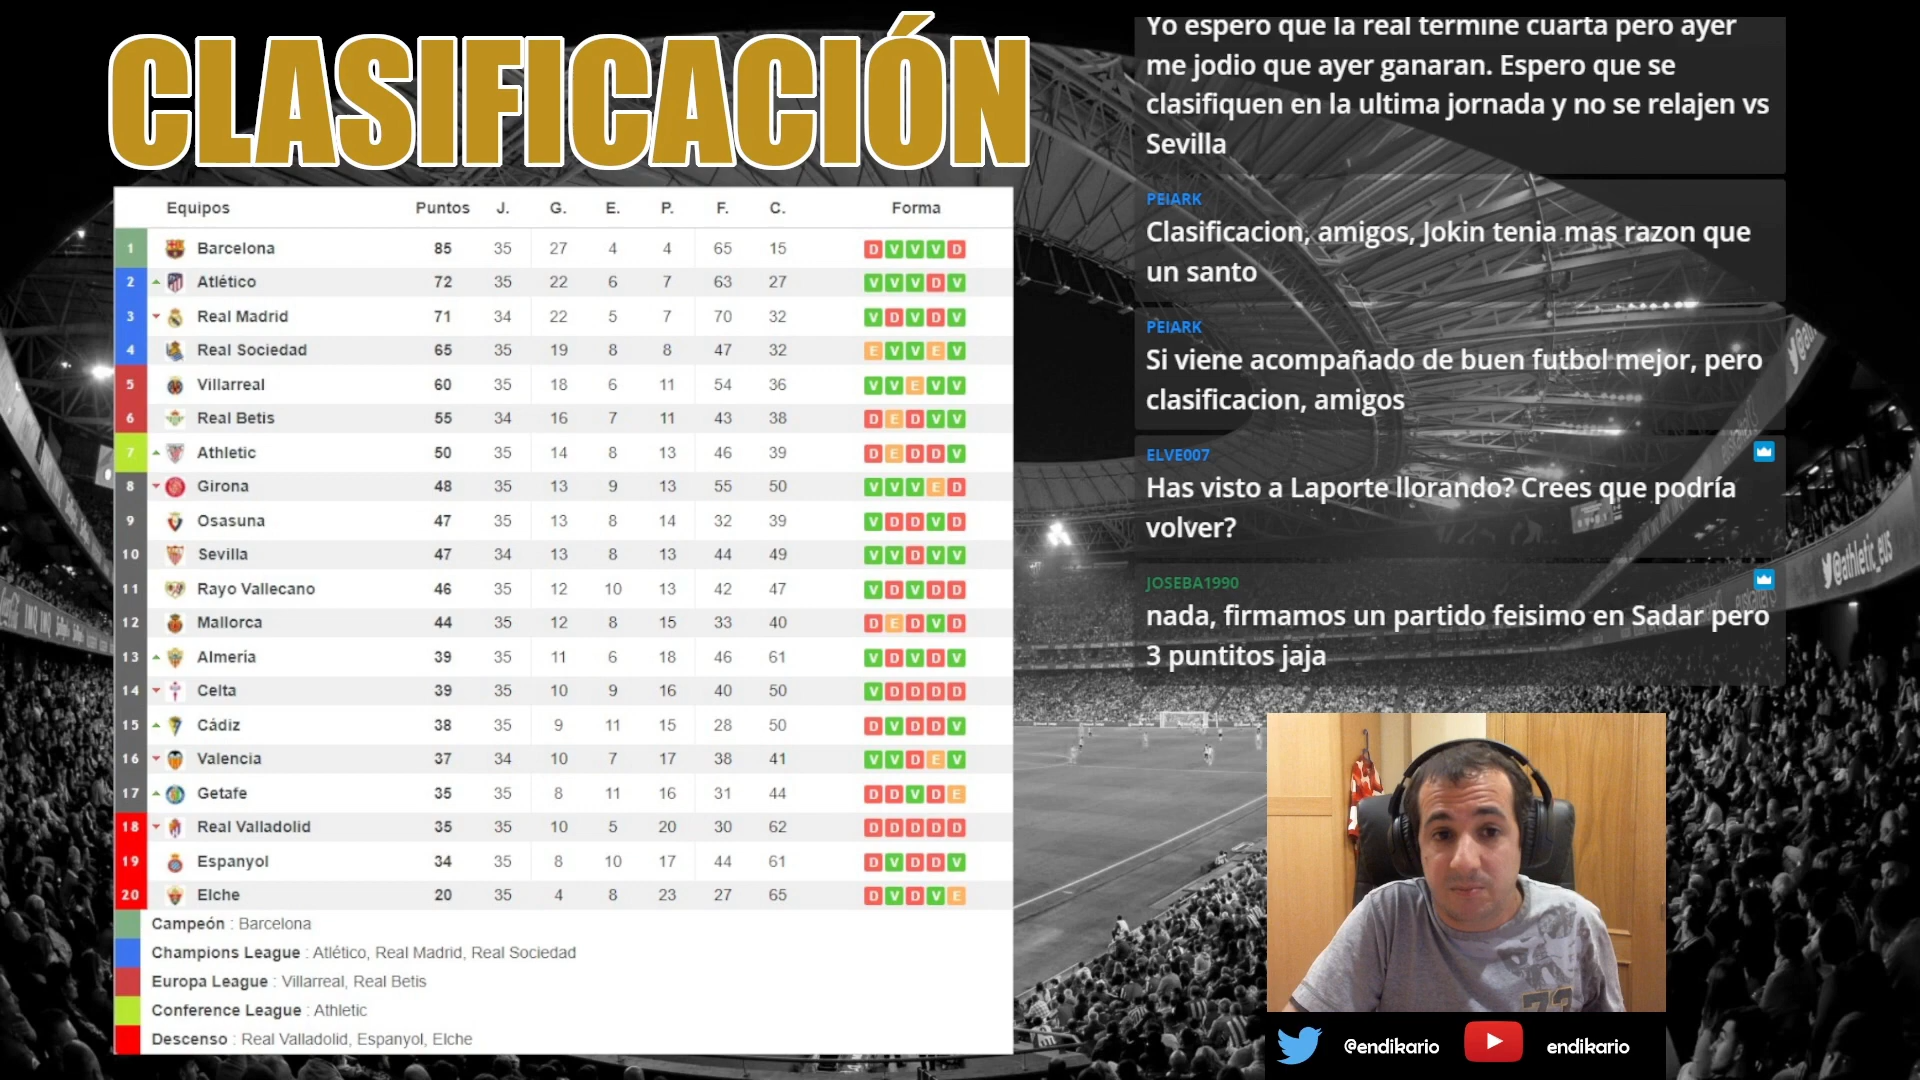 CLASIFICACIÓN
Equipos Puntos J. G. E. P. F. C. Forma
1 Barcelona 85 35 27 4 4 65 15 D V V V D
2 Atlético 72 35 22 6 7 63 27 V V V D V
3 Real Madrid 71 34 22 5 7 70 32 V D V D V
4 Real Sociedad 65 35 19 8 8 47 32 E V V E V
5 Villarreal 60 35 18 6 11 54 36 V V E V V
6 Real Betis 55 34 16 7 11 43 38 D E D V V
7 Athletic 50 35 14 8 13 46 39 D E D D V
8 Girona 48 35 13 9 13 55 50 V V V E D
9 Osasuna 47 35 13 8 14 32 39 V D D V D
10 Sevilla 47 34 13 8 13 44 49 V V D V V
11 Rayo Vallecano 46 35 12 10 13 42 47 V D V D D
12 Mallorca 44 35 12 8 15 33 40 D E D V D
13 Almería 39 35 11 6 18 46 61 V D V D V
14 Celta 39 35 10 9 16 40 50 V D D D D
15 Cádiz 38 35 9 11 15 28 50 D V D D V
16 Valencia 37 34 10 7 17 38 41 V V D E V
17 Getafe 35 35 8 11 16 31 44 D D V D E
18 Real Valladolid 35 35 10 5 20 30 62 D D D D D
19 Espanyol 34 35 8 10 17 44 61 D V D D V
20 Elche 20 35 4 8 23 27 65 D V D V E
Campeón : Barcelona
Champions League : Atlético, Real Madrid, Real Sociedad
Europa League : Villarreal, Real Betis
Conference League : Athletic
Descenso : Real Valladolid, Espanyol, Elche
Yo espero que la real termine cuarta pero ayer
me jodio que ayer ganaran. Espero que se
clasifiquen en la ultima jornada y no se relajen vs
Sevilla
PEIARK
Clasificacion, amigos, Jokin tenia mas razon que
un santo
PEIARK
Si viene acompañado de buen futbol mejor, pero
clasificacion, amigos
ELVE007
Has visto a Laporte llorando? Crees que podría
volver?
JOSEBA1990
nada, firmamos un partido feisimo en Sadar pero
3 puntitos jaja
@athletic_eus
@endikario
endikario